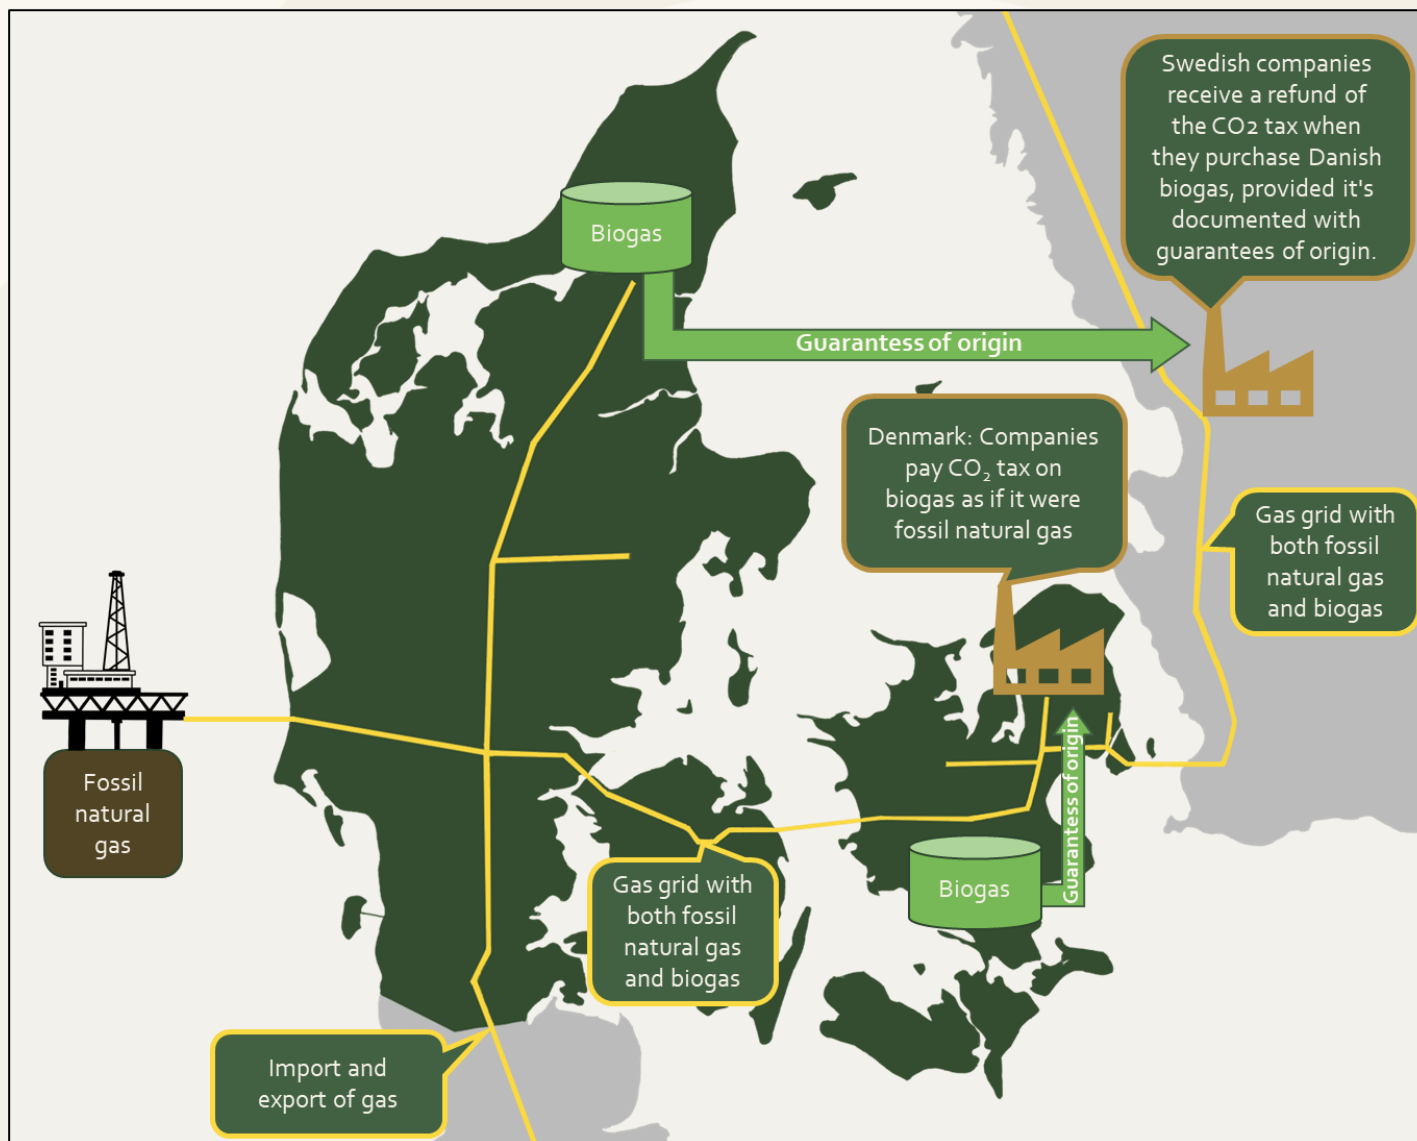 Swedish companies
receive a refund of
the CO2 tax when
they purchase Danish
biogas, provided it's
documented with
guarantees of origin.
Biogas
Guarantess of origin
Denmark: Companies
pay CO₂ tax on
biogas as if it were
fossil natural gas
Gas grid with
both fossil
natural gas
and biogas
Fossil
natural
gas
Guarantess of origin
Biogas
Gas grid with
both fossil
natural gas
and biogas
Import and
export of gas